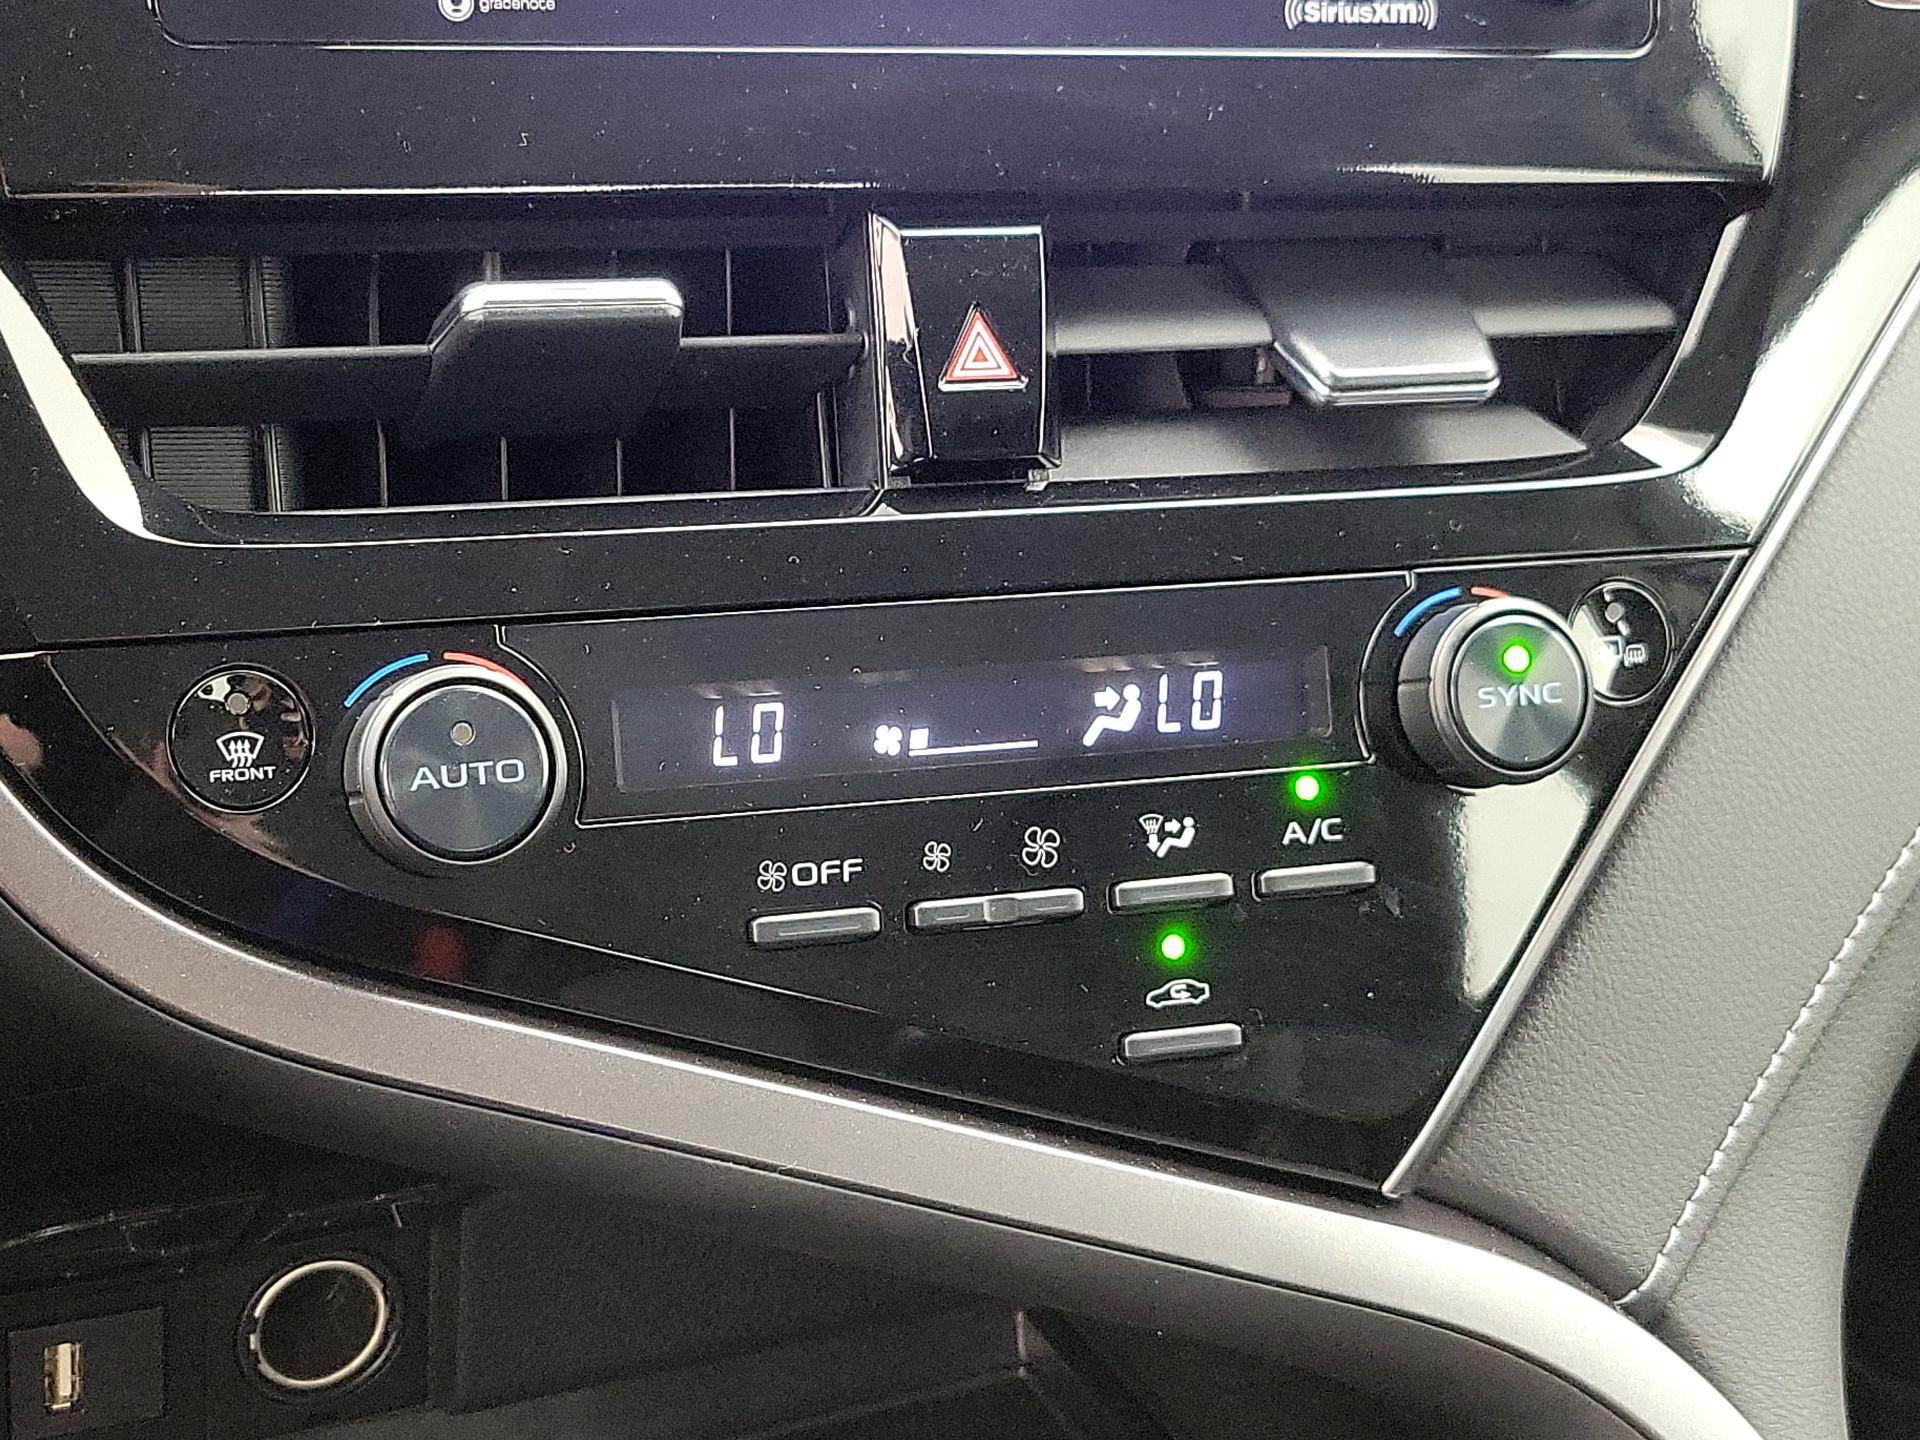 gracenote
SiriusXM
FRONT
AUTO
LO
LO
SYNC
OFF
A/C